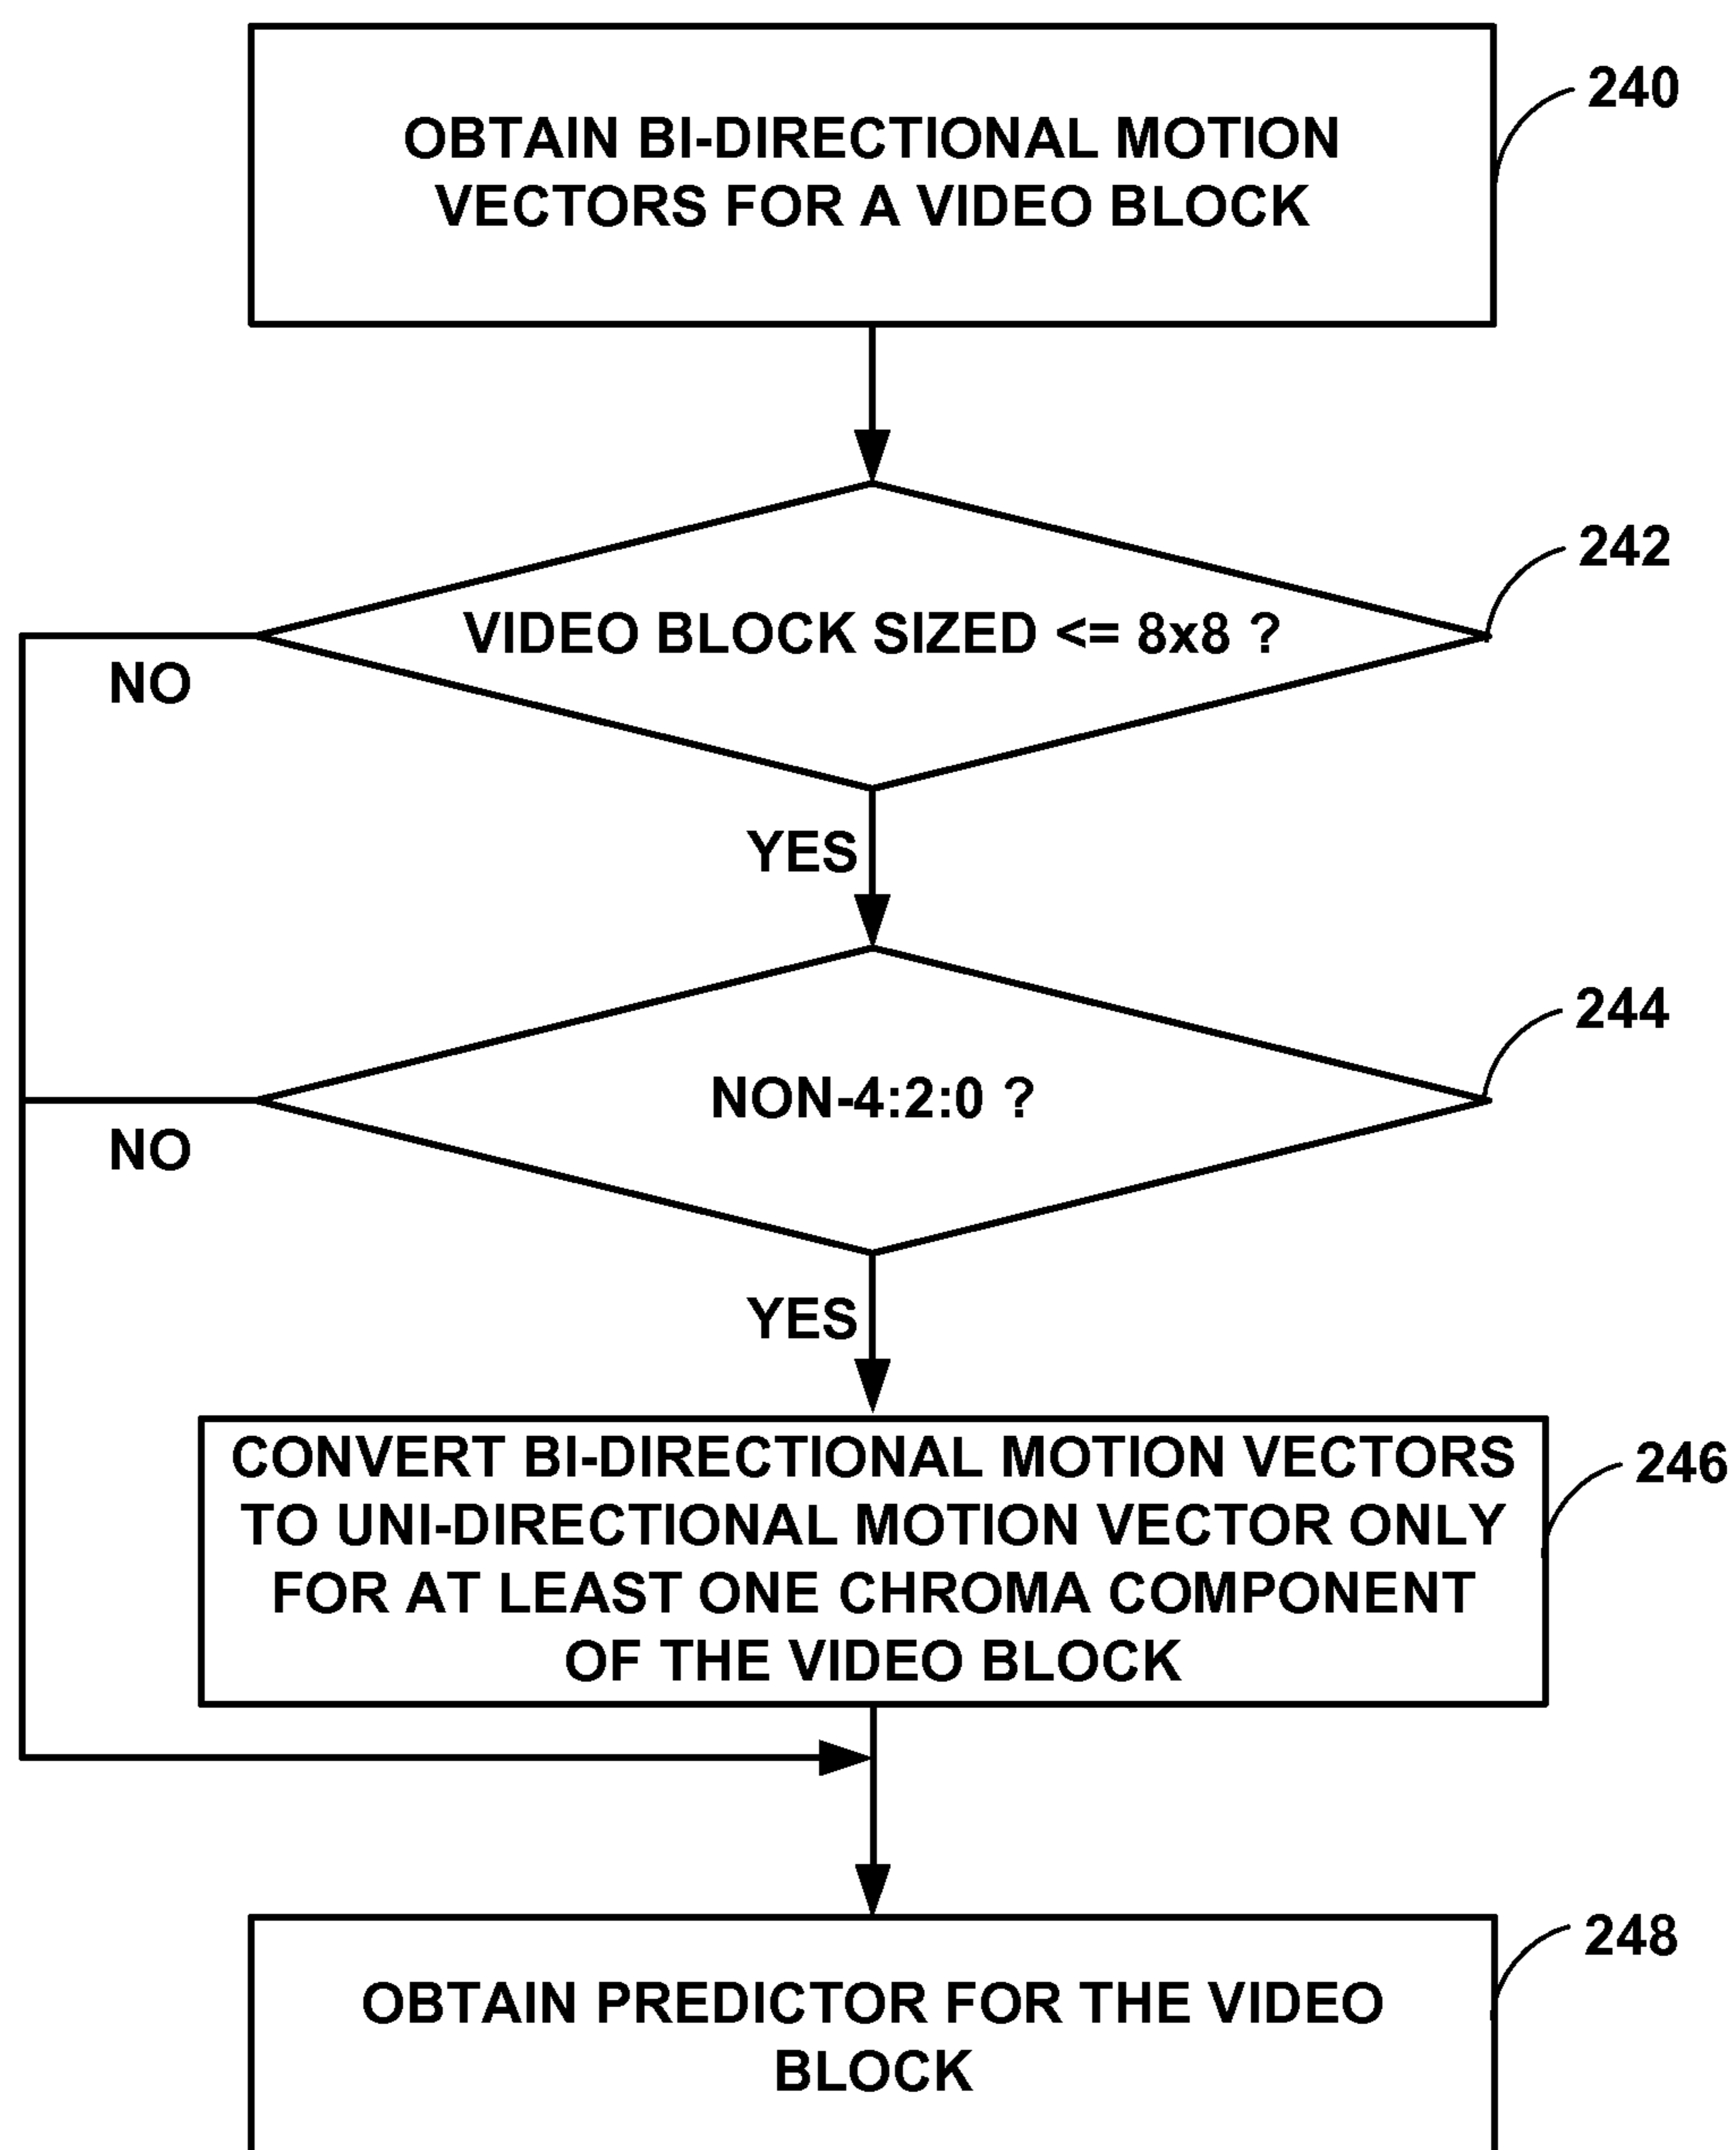 OBTAIN BI-DIRECTIONAL MOTION
VECTORS FOR A VIDEO BLOCK
240
VIDEO BLOCK SIZED <= 8x8 ?
242
NO
YES
NON-4:2:0 ?
244
NO
YES
CONVERT BI-DIRECTIONAL MOTION VECTORS
TO UNI-DIRECTIONAL MOTION VECTOR ONLY
FOR AT LEAST ONE CHROMA COMPONENT
OF THE VIDEO BLOCK
246
OBTAIN PREDICTOR FOR THE VIDEO
BLOCK
248